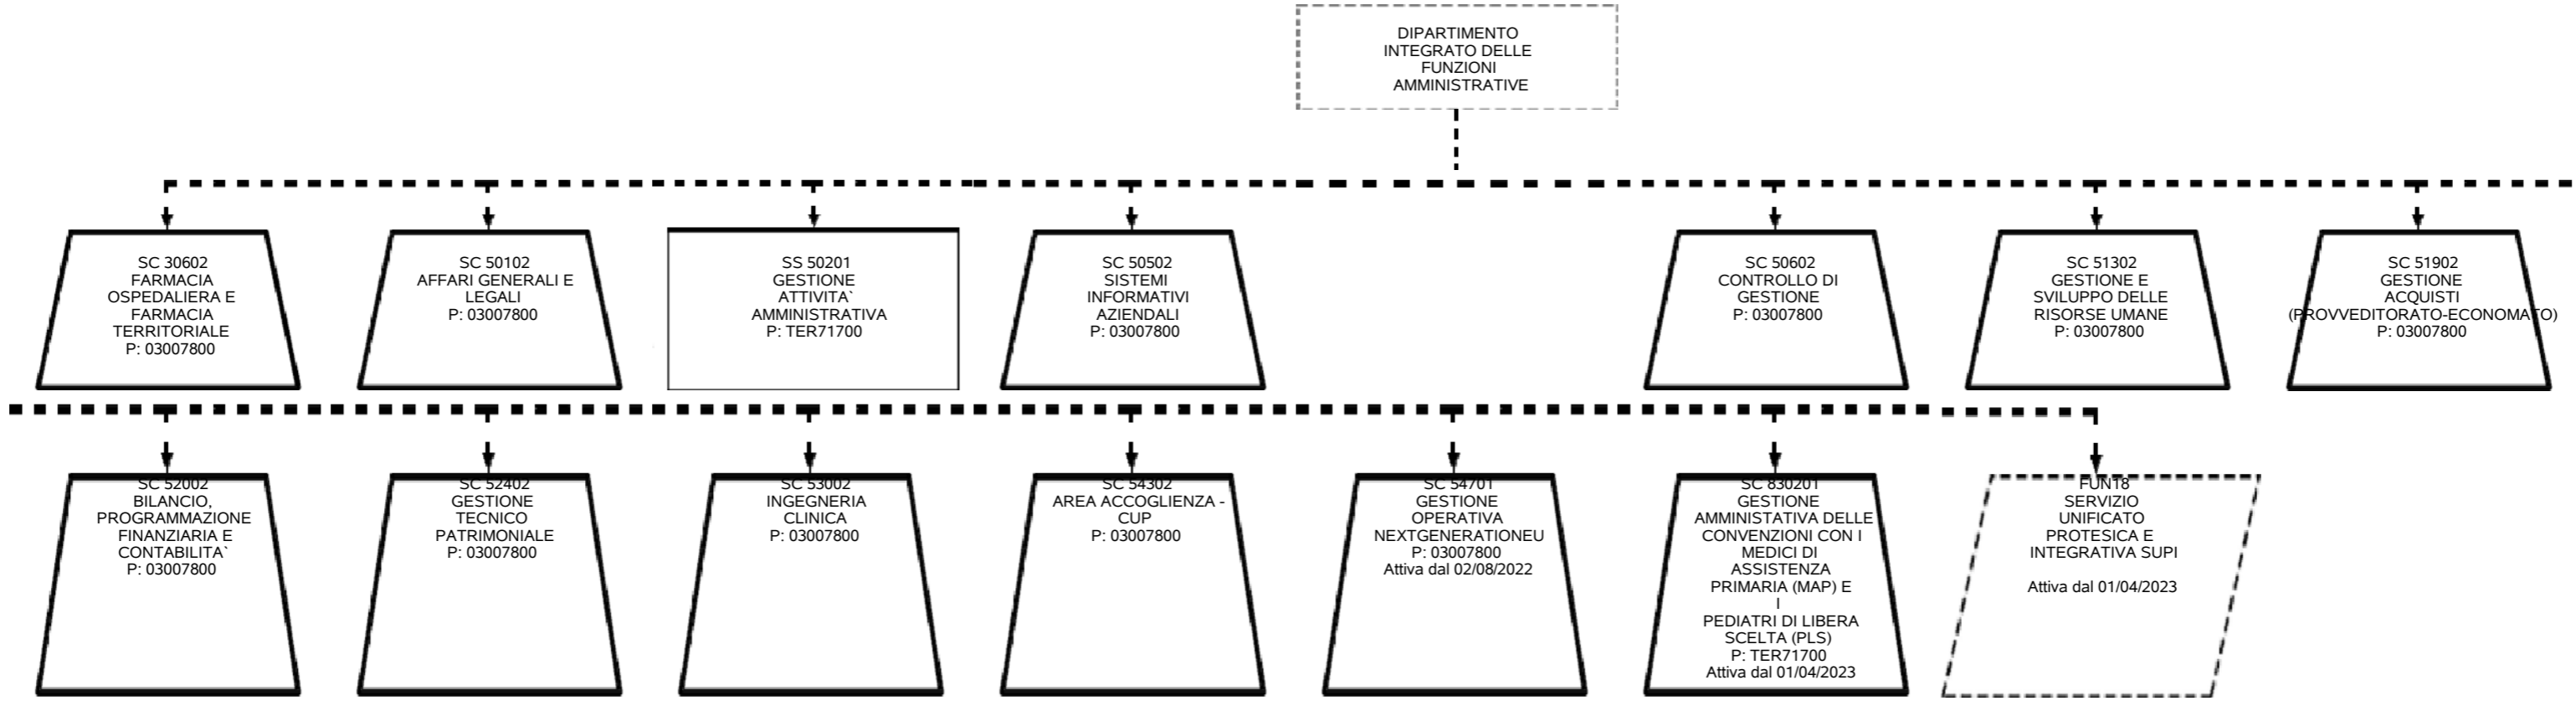 DIPARTIMENTO
INTEGRATO DELLE
FUNZIONI
AMMINISTRATIVE
SC 30602
FARMACIA
OSPEDALIERA E
FARMACIA
TERRITORIALE
P: 03007800
SC 50102
AFFARI GENERALI E
LEGALI
P: 03007800
SS 50201
GESTIONE
ATTIVITA`
AMMINISTRATIVA
P: TER71700
SC 50502
SISTEMI
INFORMATIVI
AZIENDALI
P: 03007800
SC 50602
CONTROLLO DI
GESTIONE
P: 03007800
SC 51302
GESTIONE E
SVILUPPO DELLE
RISORSE UMANE
P: 03007800
SC 51902
GESTIONE
ACQUISTI
(PROVVEDITORATO-ECONOMATO)
P: 03007800
SC 52002
BILANCIO,
PROGRAMMAZIONE
FINANZIARIA E
CONTABILITA`
P: 03007800
SC 52402
GESTIONE
TECNICO
PATRIMONIALE
P: 03007800
SC 53002
INGEGNERIA
CLINICA
P: 03007800
SC 54302
AREA ACCOGLIENZA -
CUP
P: 03007800
SC 54701
GESTIONE
OPERATIVA
NEXTGENERATIONEU
P: 03007800
Attiva dal 02/08/2022
SC 830201
GESTIONE
AMMINISTATIVA DELLE
CONVENZIONI CON I
MEDICI DI
ASSISTENZA
PRIMARIA (MAP) E
I
PEDIATRI DI LIBERA
SCELTA (PLS)
P: TER71700
Attiva dal 01/04/2023
FUN18
SERVIZIO
UNIFICATO
PROTESICA E
INTEGRATIVA SUPI
Attiva dal 01/04/2023